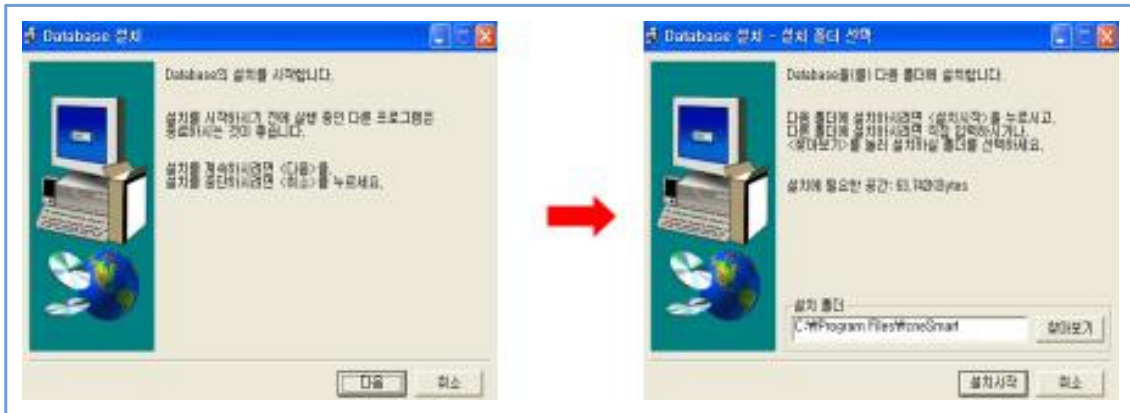 Database 설치
Database의 설치를 시작합니다.
설치를 시작하시기 전에 실행 중인 다른 프로그램은
종료하시는 것이 좋습니다.
설치를 계속하시려면 <다음>을,
설치를 중단하시려면 <취소>를 누르세요.
다음
취소
Database 설치 - 설치 폴더 선택
Database을(를) 다음 폴더에 설치합니다.
다음 폴더에 설치하시려면 <설치시작>을 누르시고,
다른 폴더에 설치하시려면 직접 입력하시거나,
<찾아보기>를 눌러 설치하실 폴더를 선택하세요.
설치에 필요한 공간:
설치 폴더
C:\Program Files\oneSmart
찾아보기
설치시작
취소